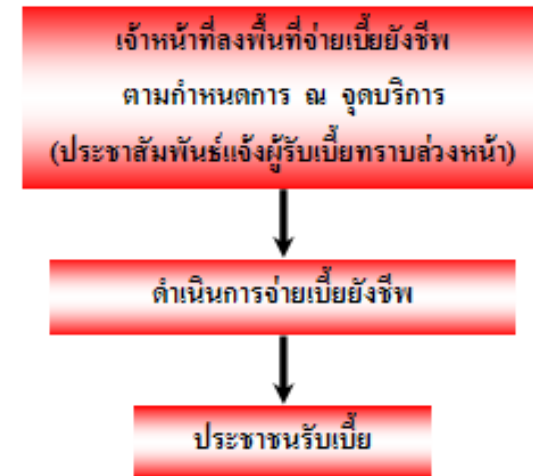 เจ้าหน้าที่ลงพื้นที่จ่ายเบี้ยยังชีพ
ตามกำหนดการ ณ จุดบริการ
(ประชาสัมพันธ์แจ้งผู้รับเบี้ยทราบล่วงหน้า)
ดำเนินการจ่ายเบี้ยยังชีพ
ประชาชนรับเบี้ย